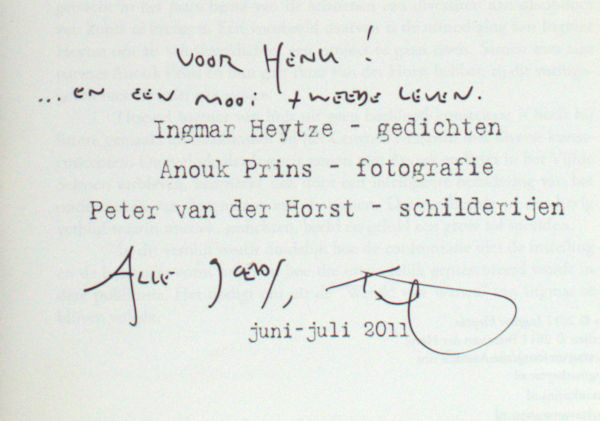 VOOR HENK!
...EN EEN MOOI TWEEDE LEVEN.
Ingmar Heytze - gedichten
Anouk Prins - fotografie
Peter van der Horst - schilderijen
ALLE GOEDS,
juni-juli 2011